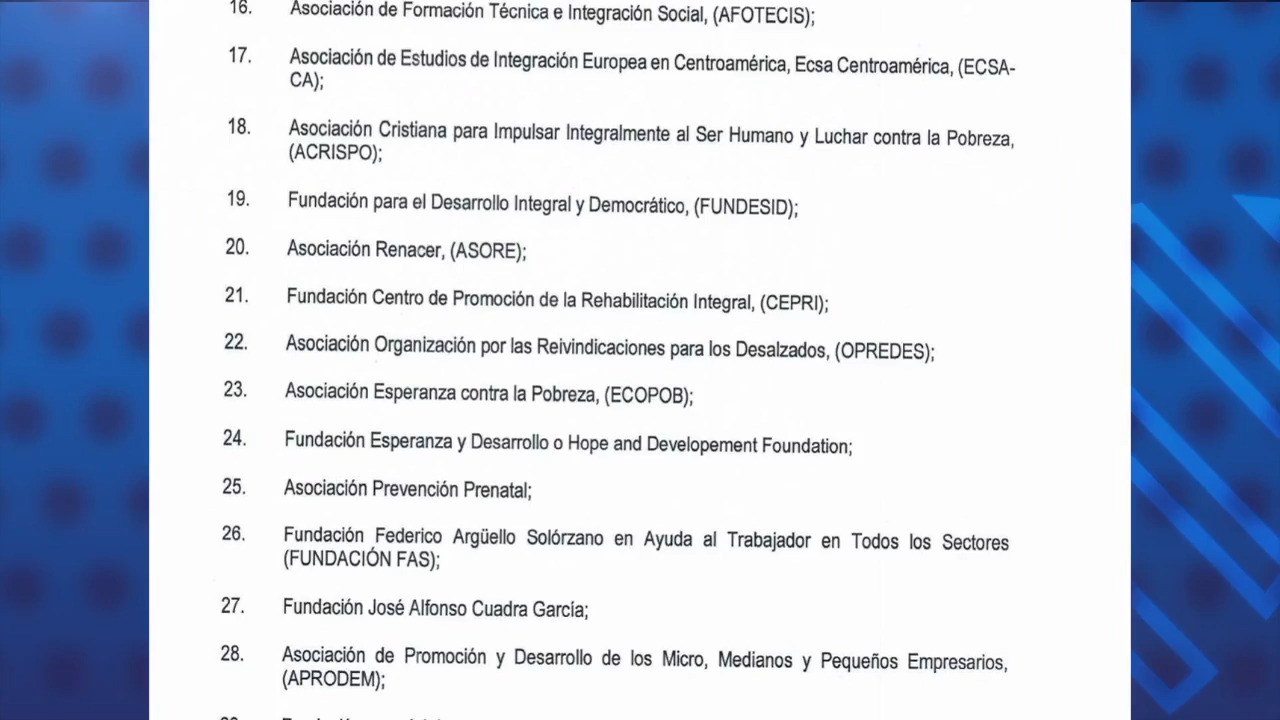 16. Asociación de Formación Técnica e Integración Social, (AFOTECIS);
17. Asociación de Estudios de Integración Europea en Centroamérica, Ecsa Centroamérica, (ECSA-
CA);
18. Asociación Cristiana para Impulsar Integralmente al Ser Humano y Luchar contra la Pobreza,
(ACRISPO);
19. Fundación para el Desarrollo Integral y Democrático, (FUNDESID);
20. Asociación Renacer, (ASORE);
21. Fundación Centro de Promoción de la Rehabilitación Integral, (CEPRI);
22. Asociación Organización por las Reivindicaciones para los Desalzados, (OPREDES);
23. Asociación Esperanza contra la Pobreza, (ECOPOB);
24. Fundación Esperanza y Desarrollo o Hope and Developement Foundation;
25. Asociación Prevención Prenatal;
26. Fundación Federico Argüello Solórzano en Ayuda al Trabajador en Todos los Sectores
(FUNDACIÓN FAS);
27. Fundación José Alfonso Cuadra García;
28. Asociación de Promoción y Desarrollo de los Micro, Medianos y Pequeños Empresarios,
(APRODEM);